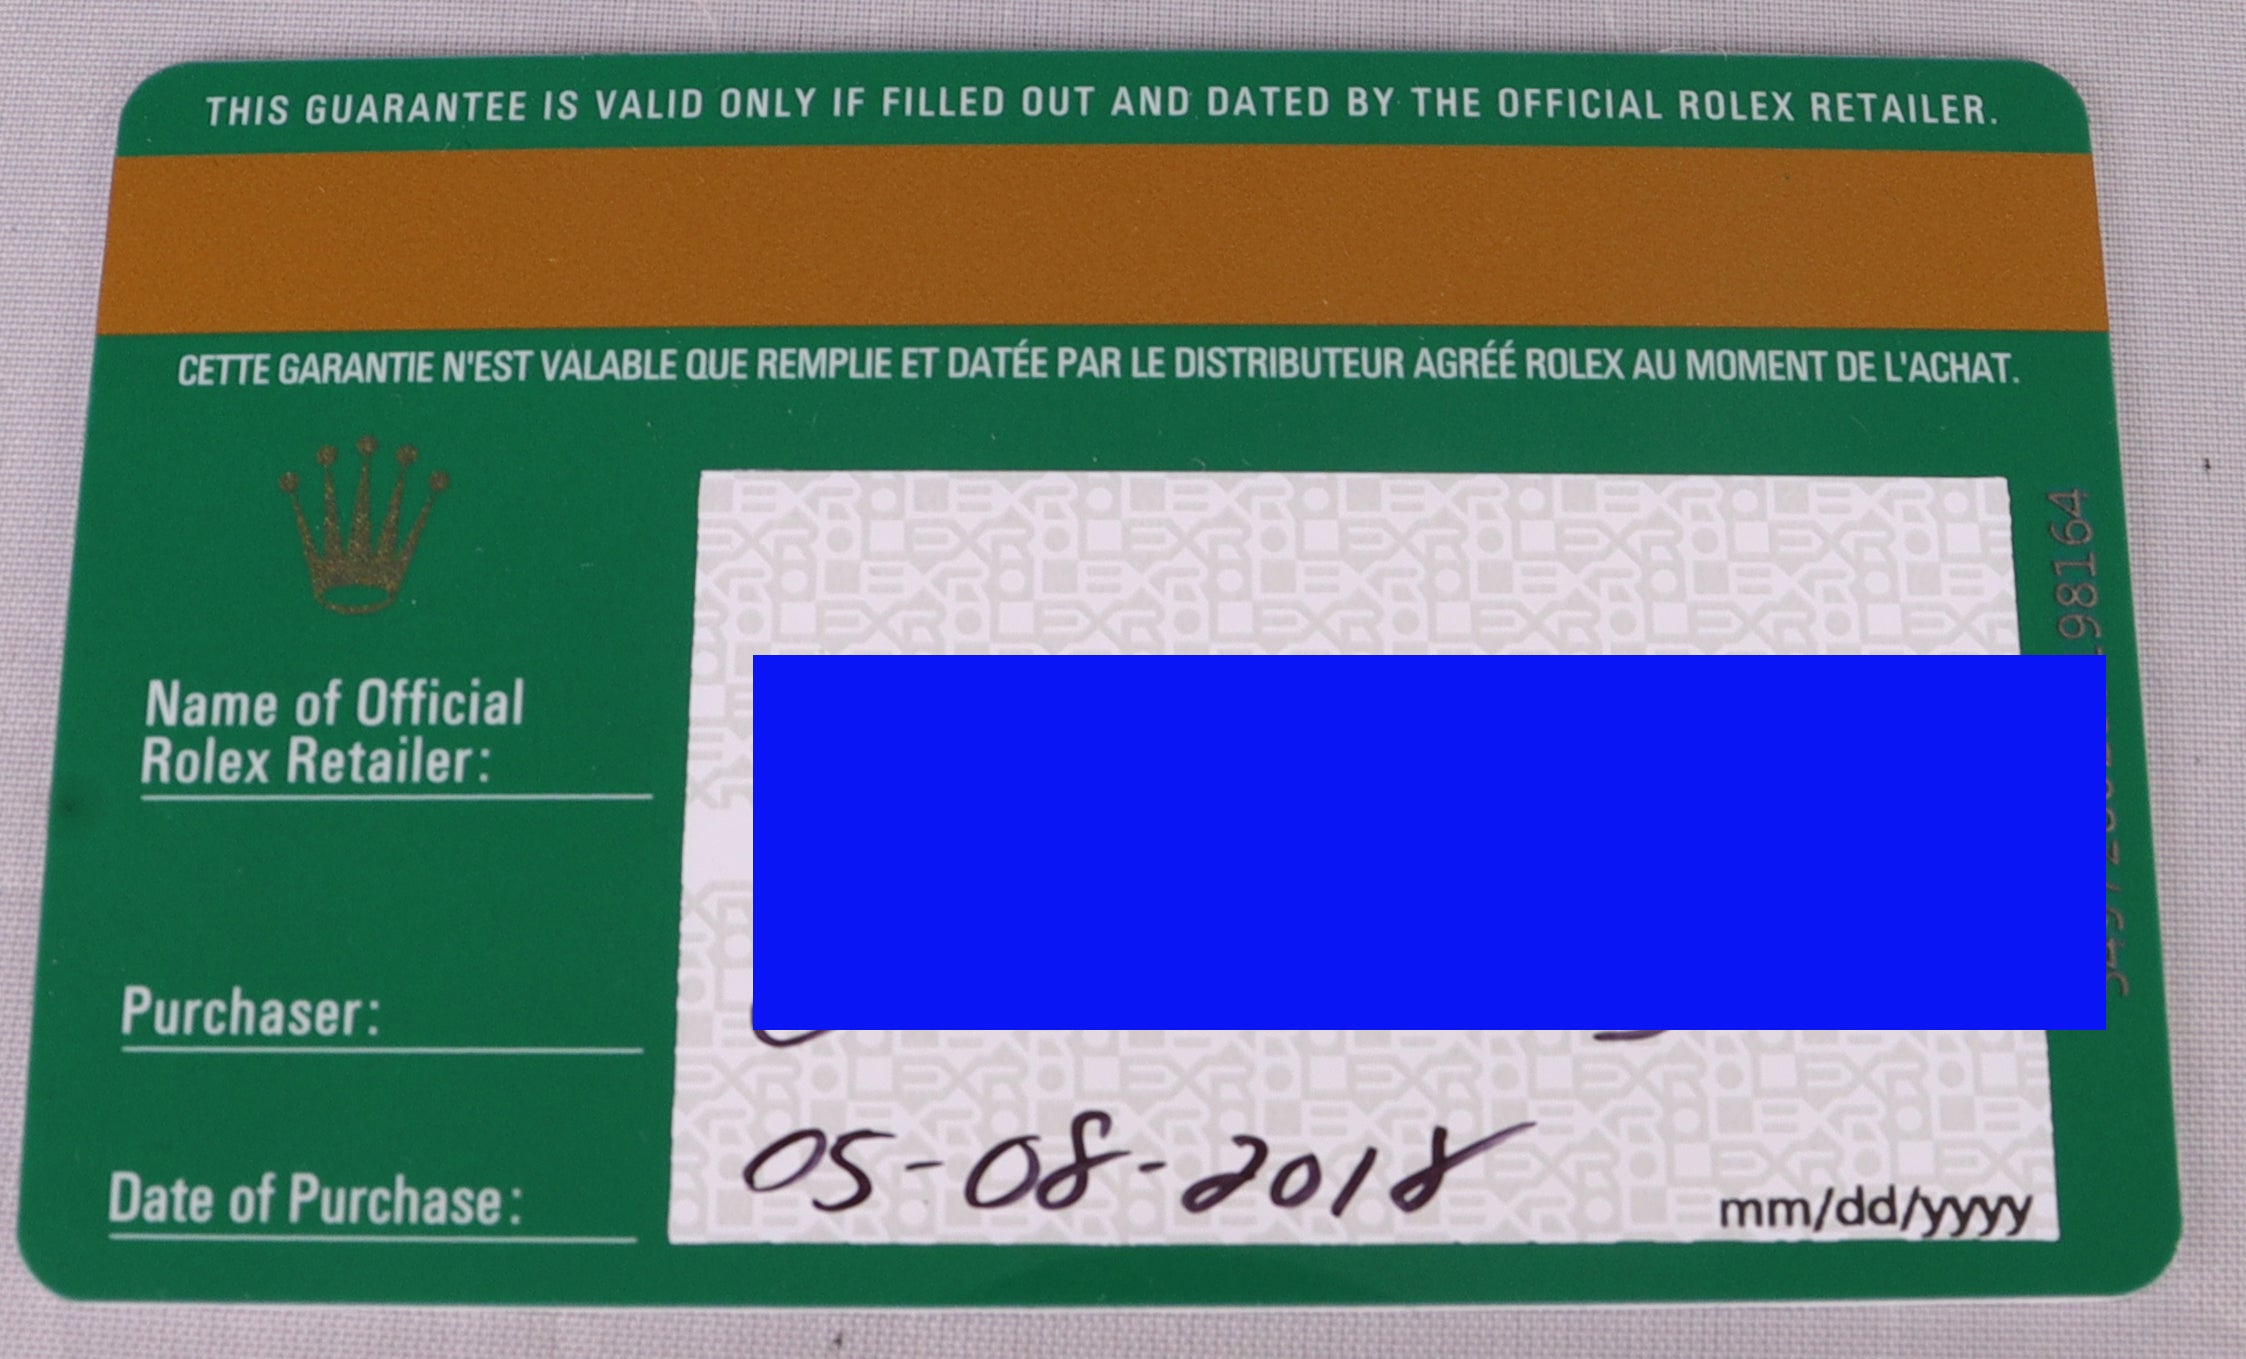 THIS GUARANTEE IS VALID ONLY IF FILLED OUT AND DATED BY THE OFFICIAL ROLEX RETAILER.
CETTE GARANTIE N'EST VALABLE QUE REMPLIE ET DATÉE PAR LE DISTRIBUTEUR AGRÉÉ ROLEX AU MOMENT DE L'ACHAT.
Name of Official
Rolex Retailer:
Purchaser:
Date of Purchase:
05-08-2018
mm/dd/yyyy
98164